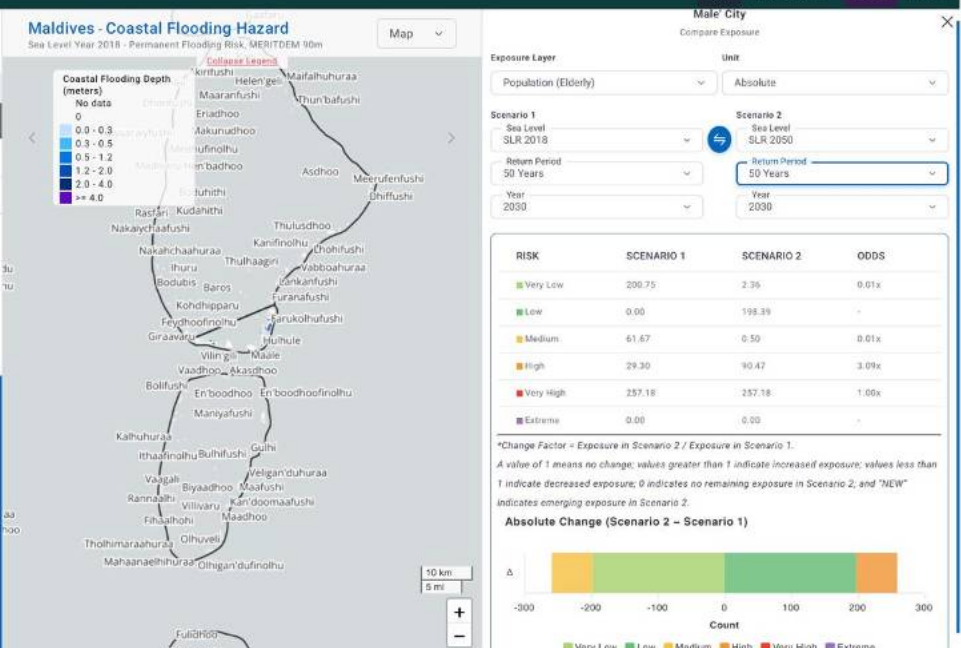 Maldives - Coastal Flooding Hazard
Sea Level Year 2018 - Permanent Flooding Risk, MERITDEM 90m
Map
Collapse Legend
Coastal Flooding Depth
(meters)
No data
0
0.0 - 0.3
0.3 - 0.5
0.5 - 1.2
1.2 - 2.0
2.0 - 4.0
>= 4.0
Helen'geli
Maifalhuhuraa
Maaranfushi
Thun'bafushi
Eriadhoo
Makunudhoo
Asdhoo
Meerufenfushi
Dhiffushi
Rasfari
Kudahithi
Nakaiychaafushi
Thulusdhoo
Kanifinolhu
Nakahchaahuraa
Thulhaagiri
Ihuru
Vabboahuraa
Bodubis
Baros
Lankanfushi
Furanafushi
Kohdhipparu
Feydhoofinolhu
Farukolhufushi
Giraavaru
Hulhule
Vilin'gili
Maale
Vaadhoo
Akasdhoo
Bolifushi
En'boodhoo
En'boodhoofinolhu
Maniyafushi
Kalhuhuraa
Gulhi
Ithaafinolhu
Bulhifushi
Veligan'duhuraa
Vaagali
Biyaadhoo
Maafushi
Rannaalhi
Villivaru
Kan'doomaafushi
Fihaalhohi
Maadhoo
Tholhimaraahuraa
Olhuveli
Mahaanaelhihuraa
Olhigan'dufinolhu
Fulidhoo
10 km
5 mi
+
−
Male' City
Compare Exposure
Exposure Layer
Unit
Population (Elderly)
Absolute
Scenario 1
Scenario 2
Sea Level
SLR 2018
Sea Level
SLR 2050
Return Period
50 Years
Return Period
50 Years
Year
2030
Year
2030
RISK SCENARIO 1 SCENARIO 2 ODDS
Very Low 200.75 2.36 0.01x
Low 0.00 198.39 -
Medium 61.67 0.50 0.01x
High 29.30 90.47 3.09x
Very High 257.18 257.18 1.00x
Extreme 0.00 0.00 -
*Change Factor = Exposure in Scenario 2 / Exposure in Scenario 1.
A value of 1 means no change; values greater than 1 indicate increased exposure; values less than
1 indicate decreased exposure; 0 indicates no remaining exposure in Scenario 2; and "NEW"
indicates emerging exposure in Scenario 2.
Absolute Change (Scenario 2 – Scenario 1)
Δ
-300 -200 -100 0 100 200 300
Count
Very Low Low Medium High Very High Extreme